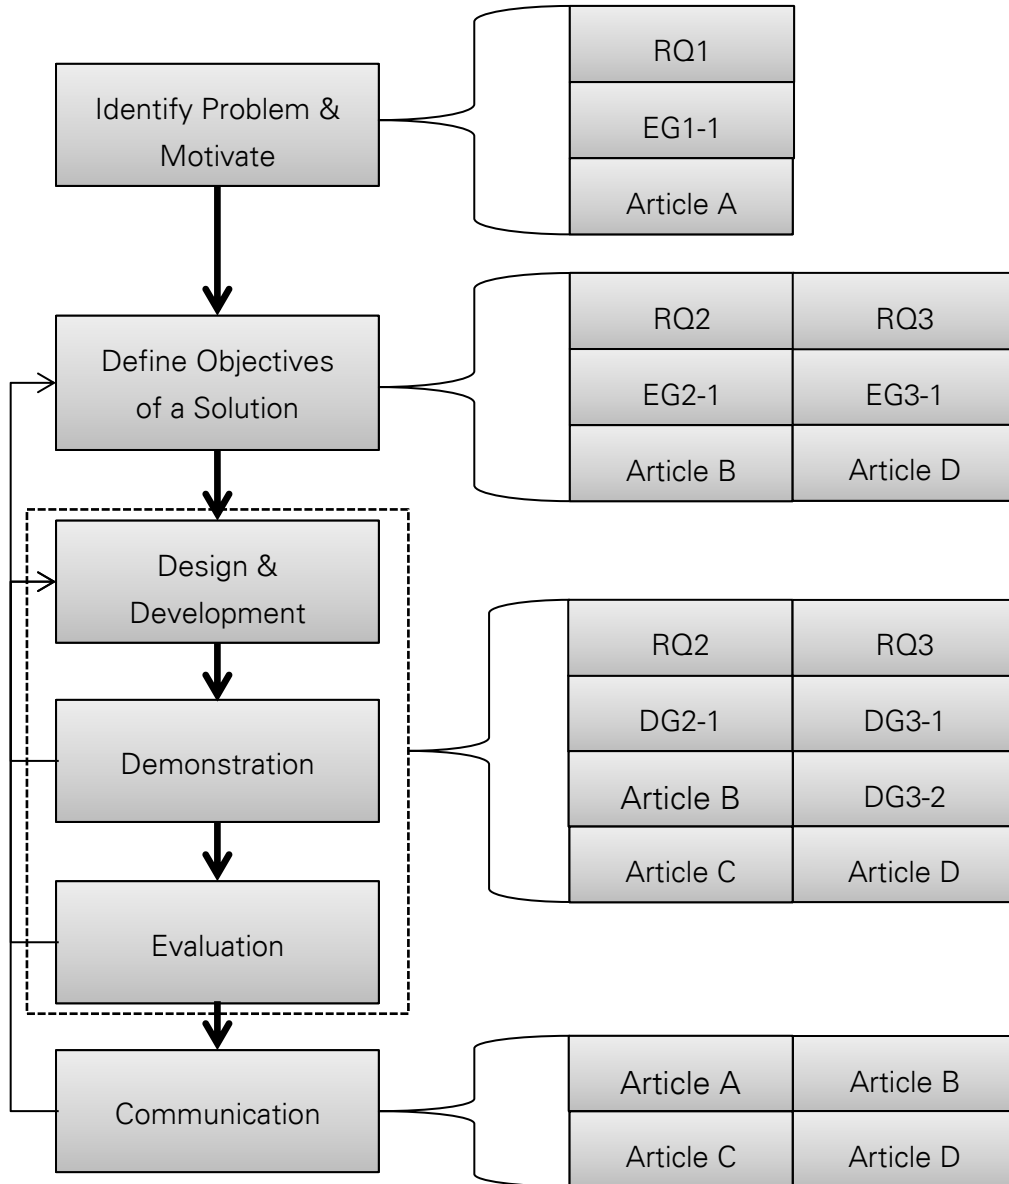 Identify Problem &
Motivate
RQ1
EG1-1
Article A
Define Objectives
of a Solution
RQ2 RQ3
EG2-1 EG3-1
Article B Article D
Design &
Development
Demonstration
Evaluation
RQ2 RQ3
DG2-1 DG3-1
Article B DG3-2
Article C Article D
Communication
Article A Article B
Article C Article D